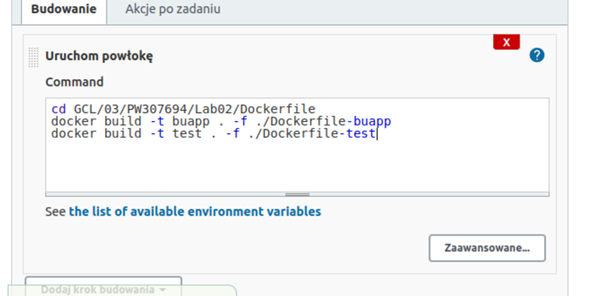 Budowanie Akcje po zadaniu
X
Uruchom powłokę ?
Command
cd GCL/03/PW307694/Lab02/Dockerfile
docker build -t buapp . -f ./Dockerfile-buapp
docker build -t test . -f ./Dockerfile-test
See the list of available environment variables
Zaawansowane...
Dodaj krok budowania